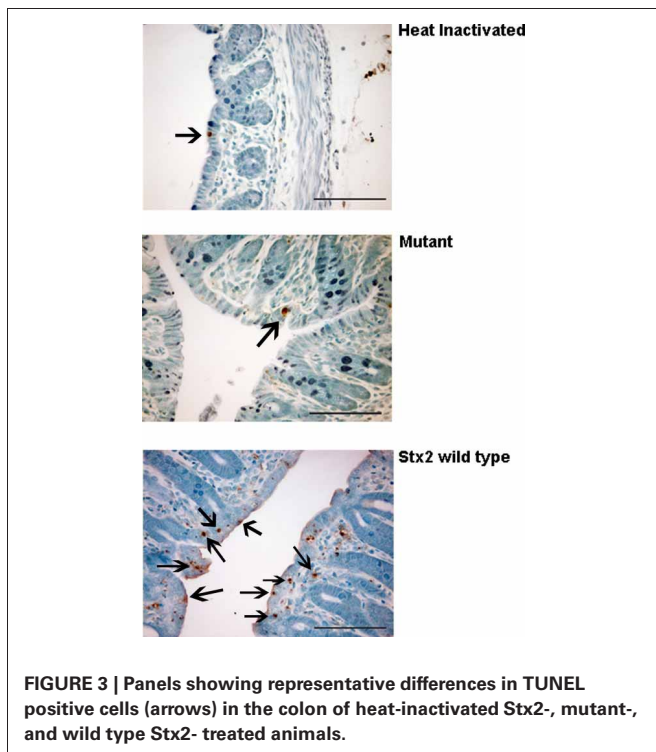 Heat Inactivated
Mutant
Stx2 wild type
FIGURE 3 | Panels showing representative differences in TUNEL
positive cells (arrows) in the colon of heat-inactivated Stx2-, mutant-,
and wild type Stx2- treated animals.